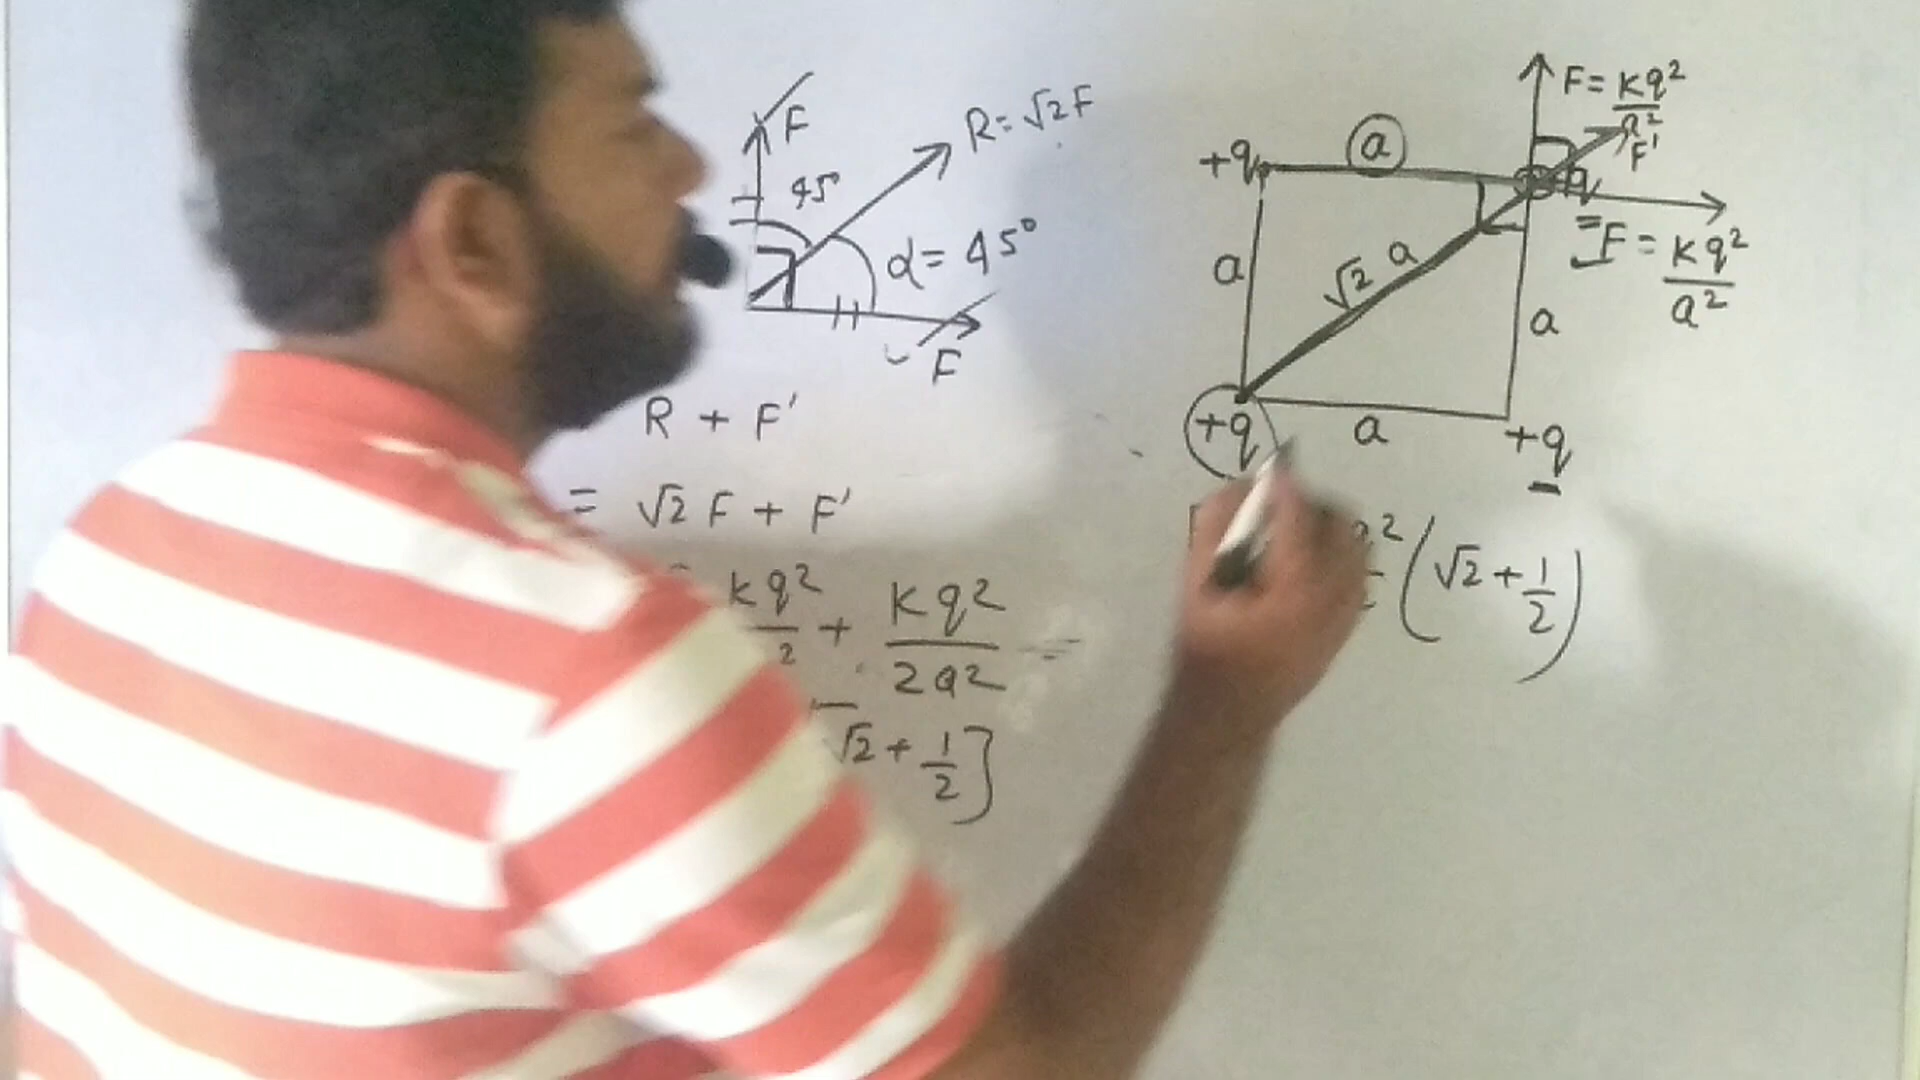 F
45°
R=√2F
α=45°
F
R + F'
= √2 F + F'
kq²
2
+ kq²/2a² =
√2 + 1/2]
F= kq²/a²
F'
+q
a
q
F = kq²/a²
a
√2 a
a
+q
a
+q
2 (√2 + 1/2)